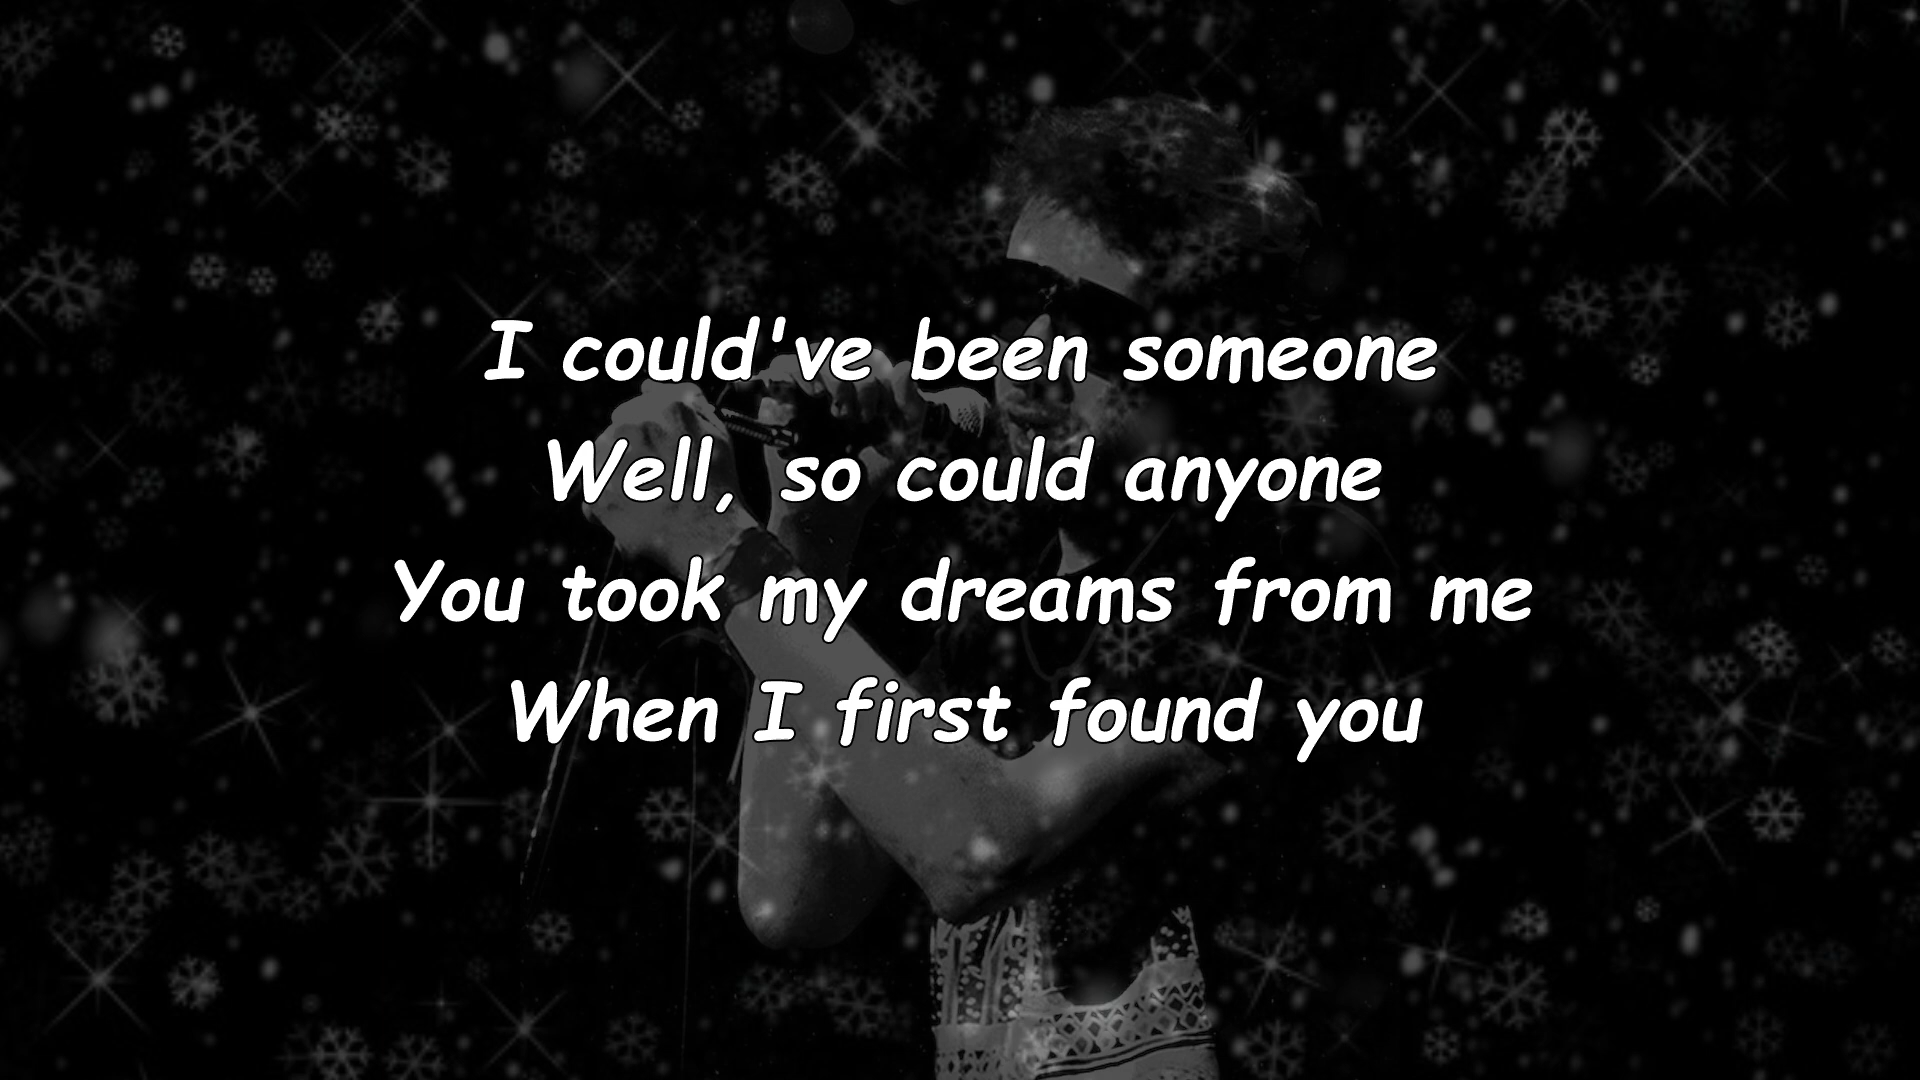 I could've been someone
Well, so could anyone
You took my dreams from me
When I first found you